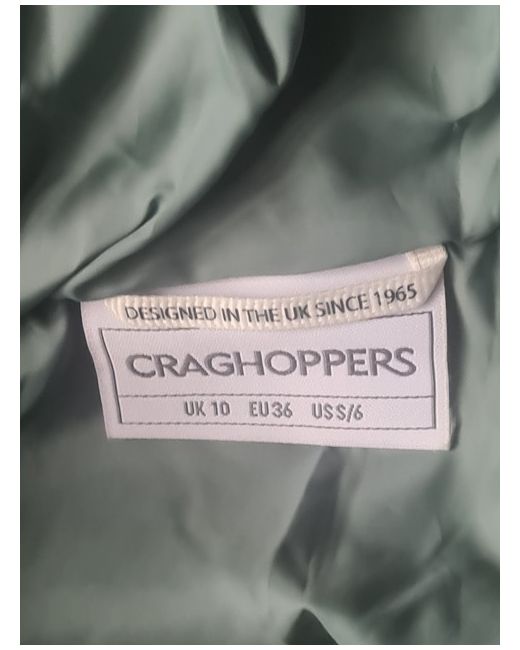 DESIGNED IN THE UK SINCE 1965
CRAGHOPPERS
UK 10 EU 36 US S/6